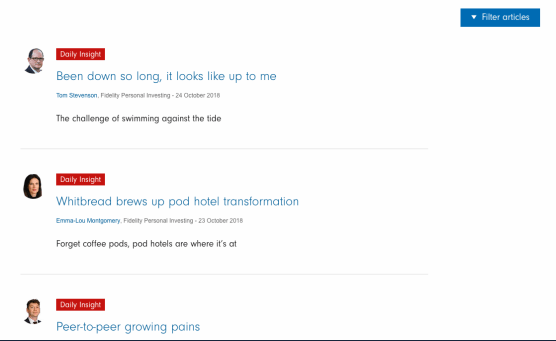 Filter articles
Daily Insight
Been down so long, it looks like up to me
Tom Stevenson, Fidelity Personal Investing - 24 October 2018
The challenge of swimming against the tide
Daily Insight
Whitbread brews up pod hotel transformation
Emma-Lou Montgomery, Fidelity Personal Investing - 23 October 2018
Forget coffee pods, pod hotels are where it's at
Daily Insight
Peer-to-peer growing pains